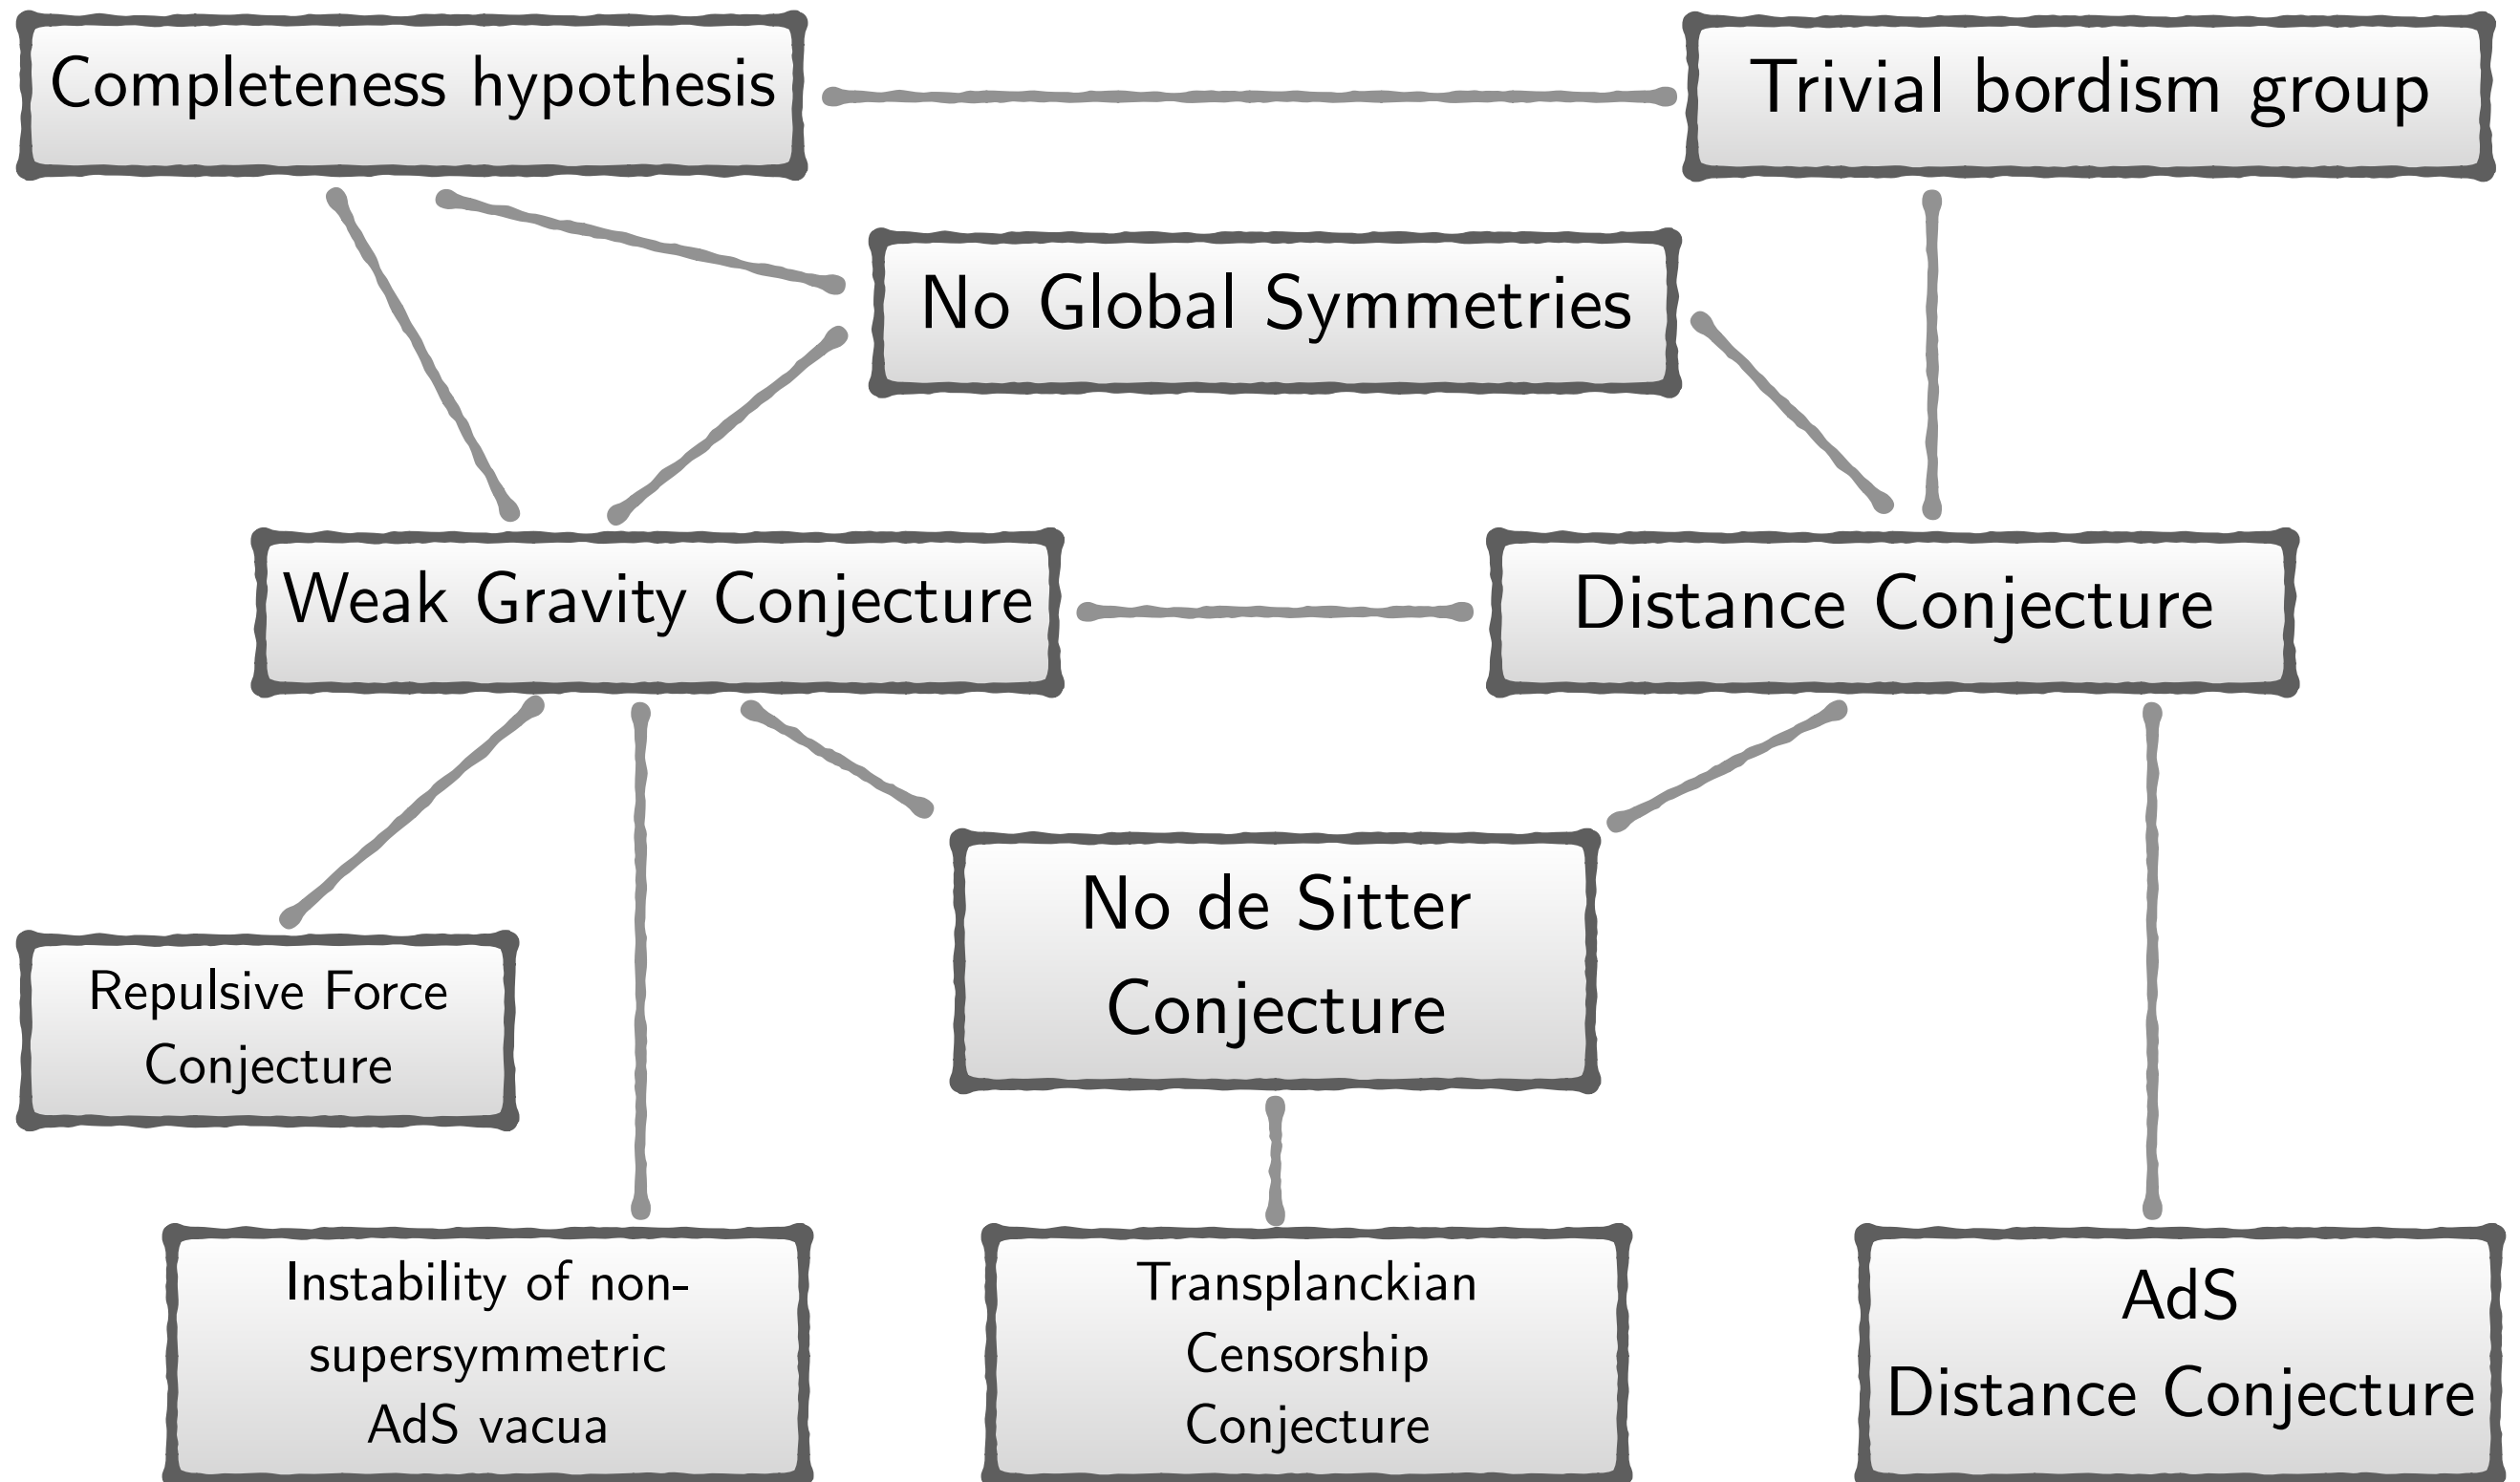 Completeness hypothesis
Trivial bordism group
No Global Symmetries
Weak Gravity Conjecture
Distance Conjecture
No de Sitter
Conjecture
Repulsive Force
Conjecture
Instability of non-
supersymmetric
AdS vacua
Transplanckian
Censorship
Conjecture
AdS
Distance Conjecture